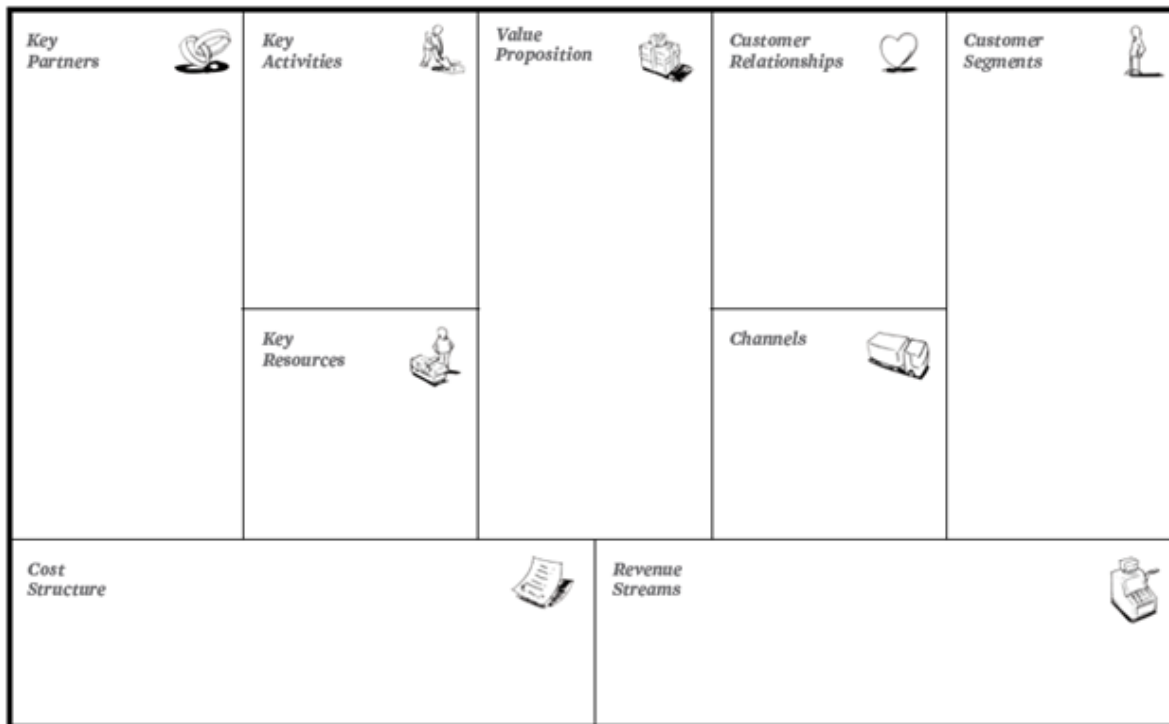 Key
Partners
Key
Activities
Value
Proposition
Customer
Relationships
Customer
Segments
Key
Resources
Channels
Cost
Structure
Revenue
Streams